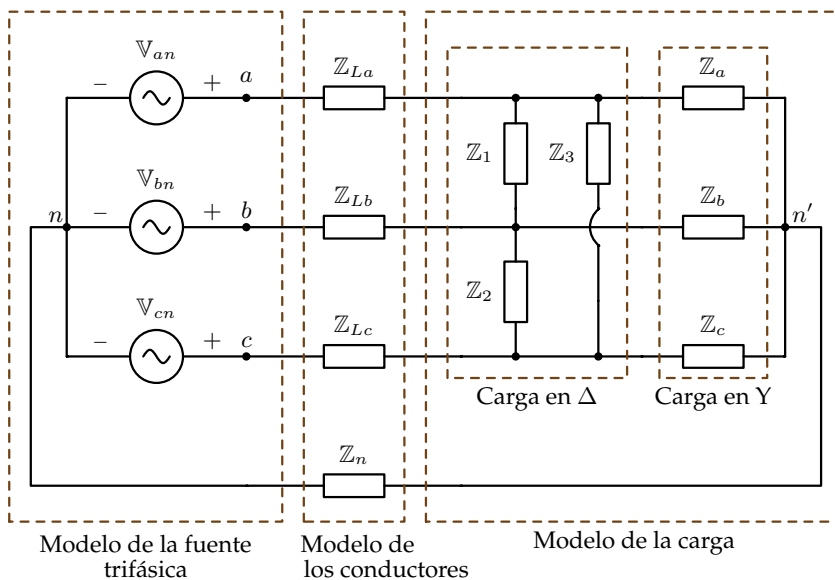 𝕍an
− + a
ℤLa
ℤa
ℤ1 ℤ3
𝕍bn
n − + b
ℤLb
ℤb
n′
ℤ2
𝕍cn
− + c
ℤLc
ℤc
Carga en Δ
Carga en Y
ℤn
Modelo de la fuente
trifásica
Modelo de
los conductores
Modelo de la carga